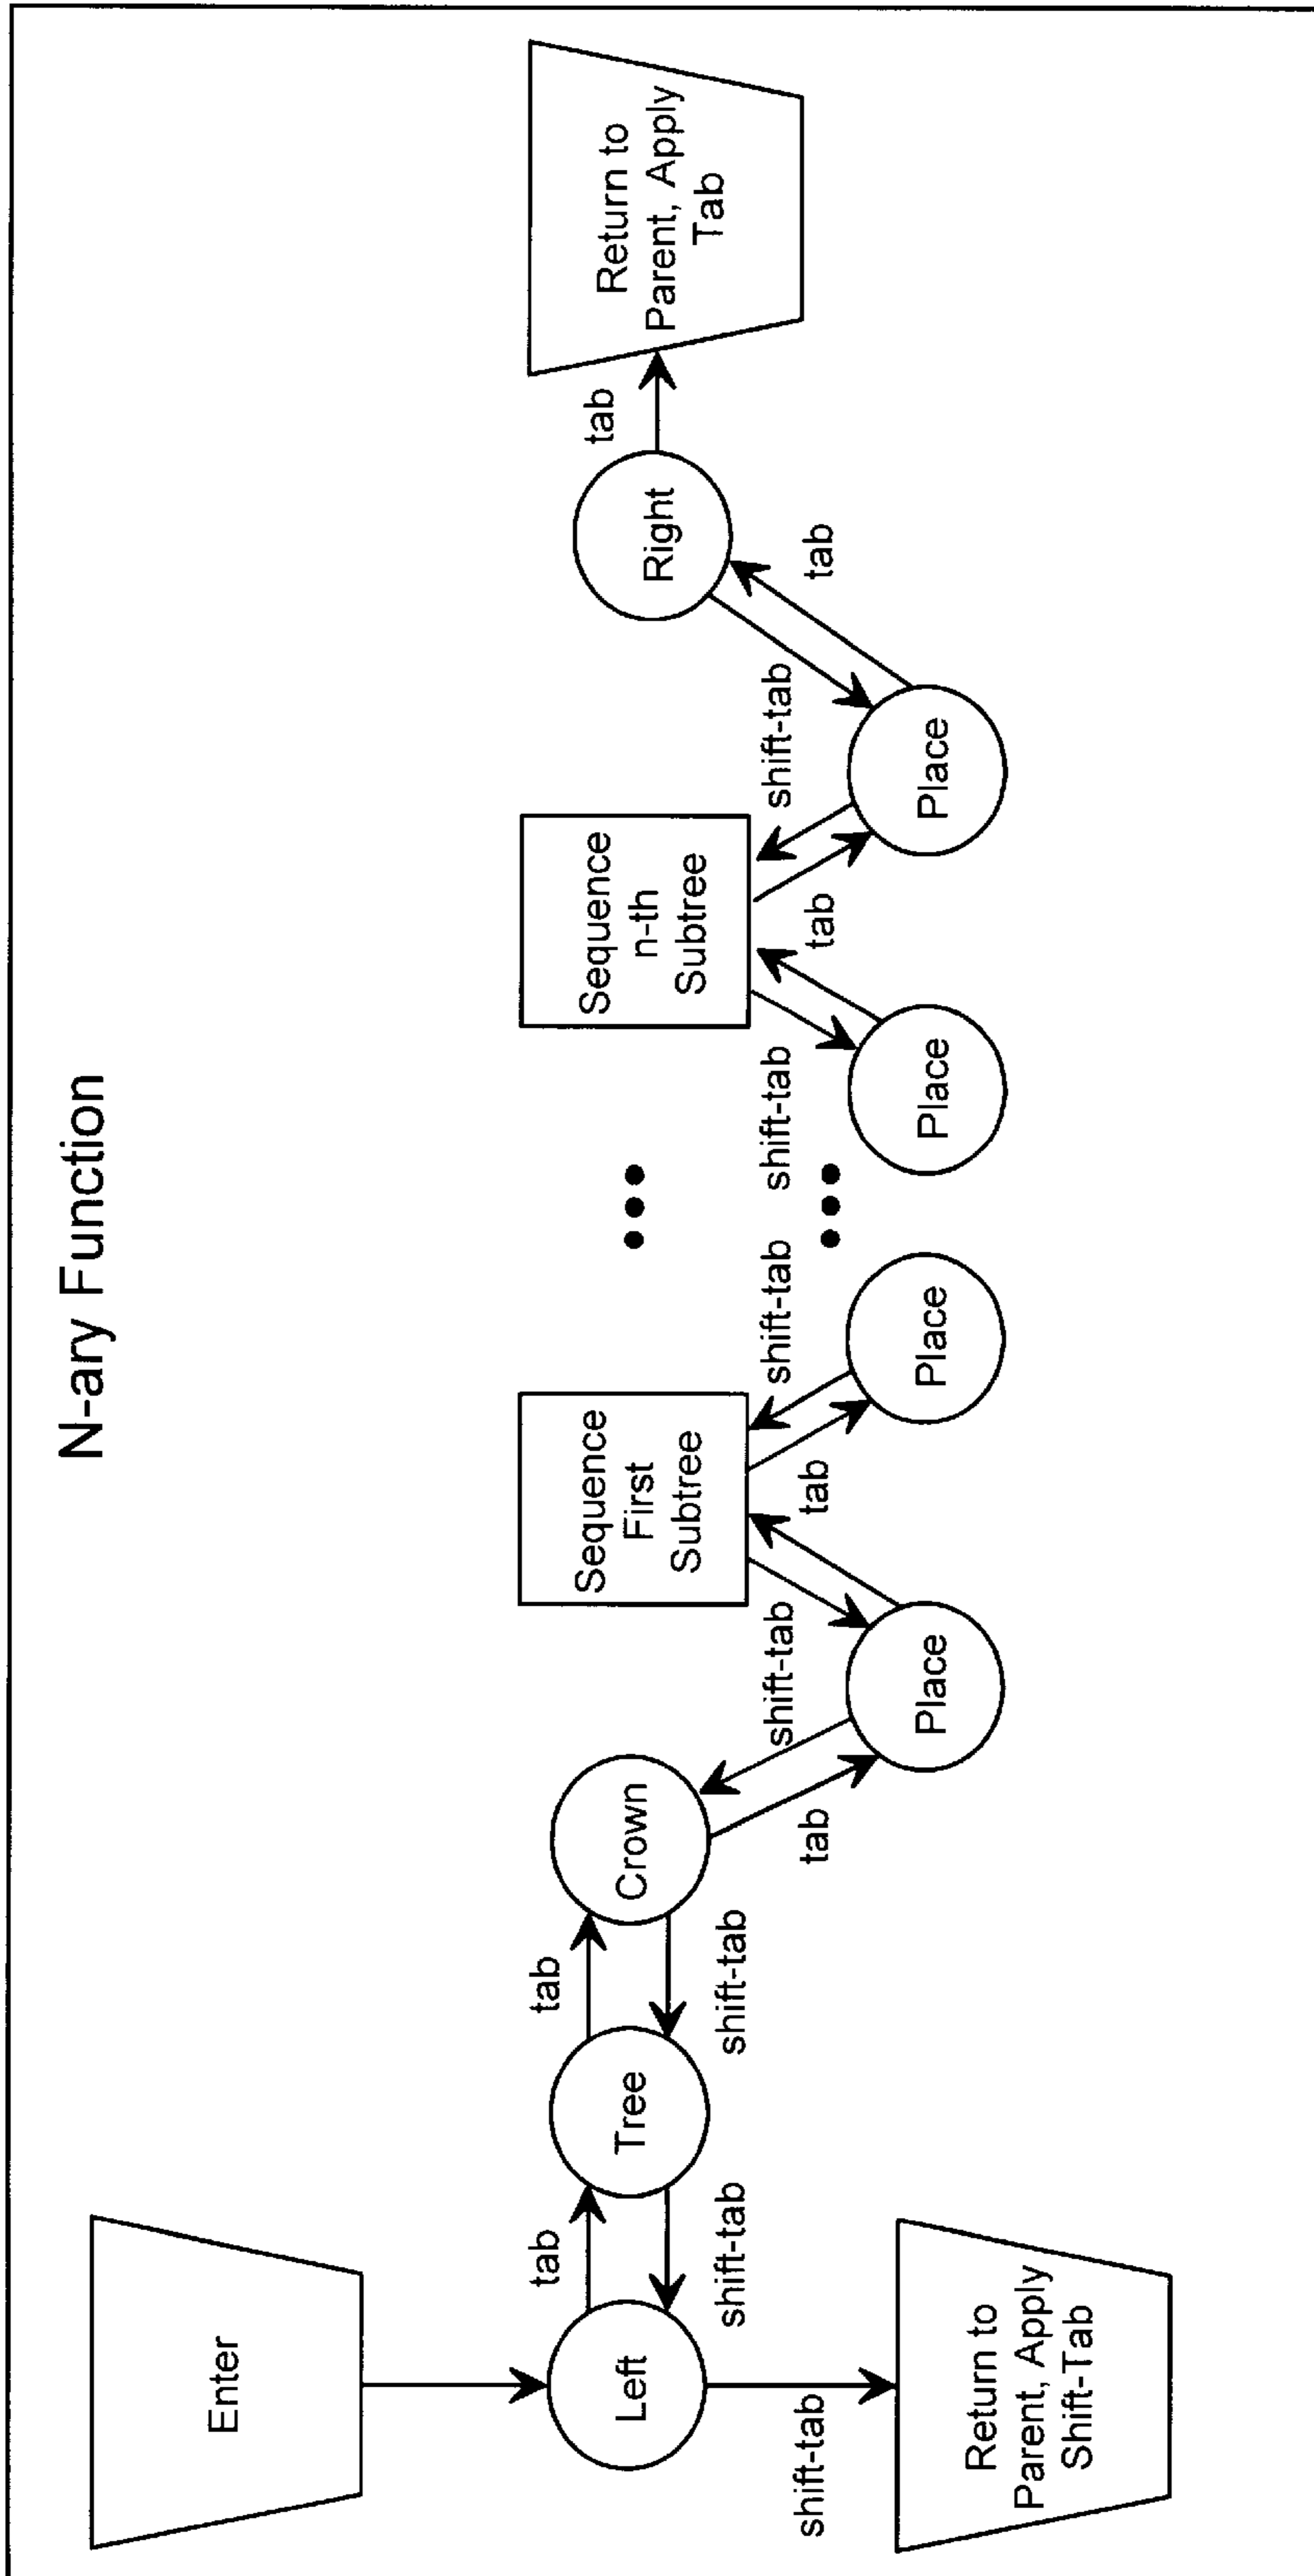 N-ary Function
Enter
Left
tab
shift-tab
Tree
tab
shift-tab
Crown
shift-tab
Return to
Parent, Apply
Shift-Tab
tab
shift-tab
Place
Sequence
First
Subtree
shift-tab
tab
Place
shift-tab
Place
Sequence
n-th
Subtree
tab
shift-tab
Place
Right
tab
tab
Return to
Parent, Apply
Tab